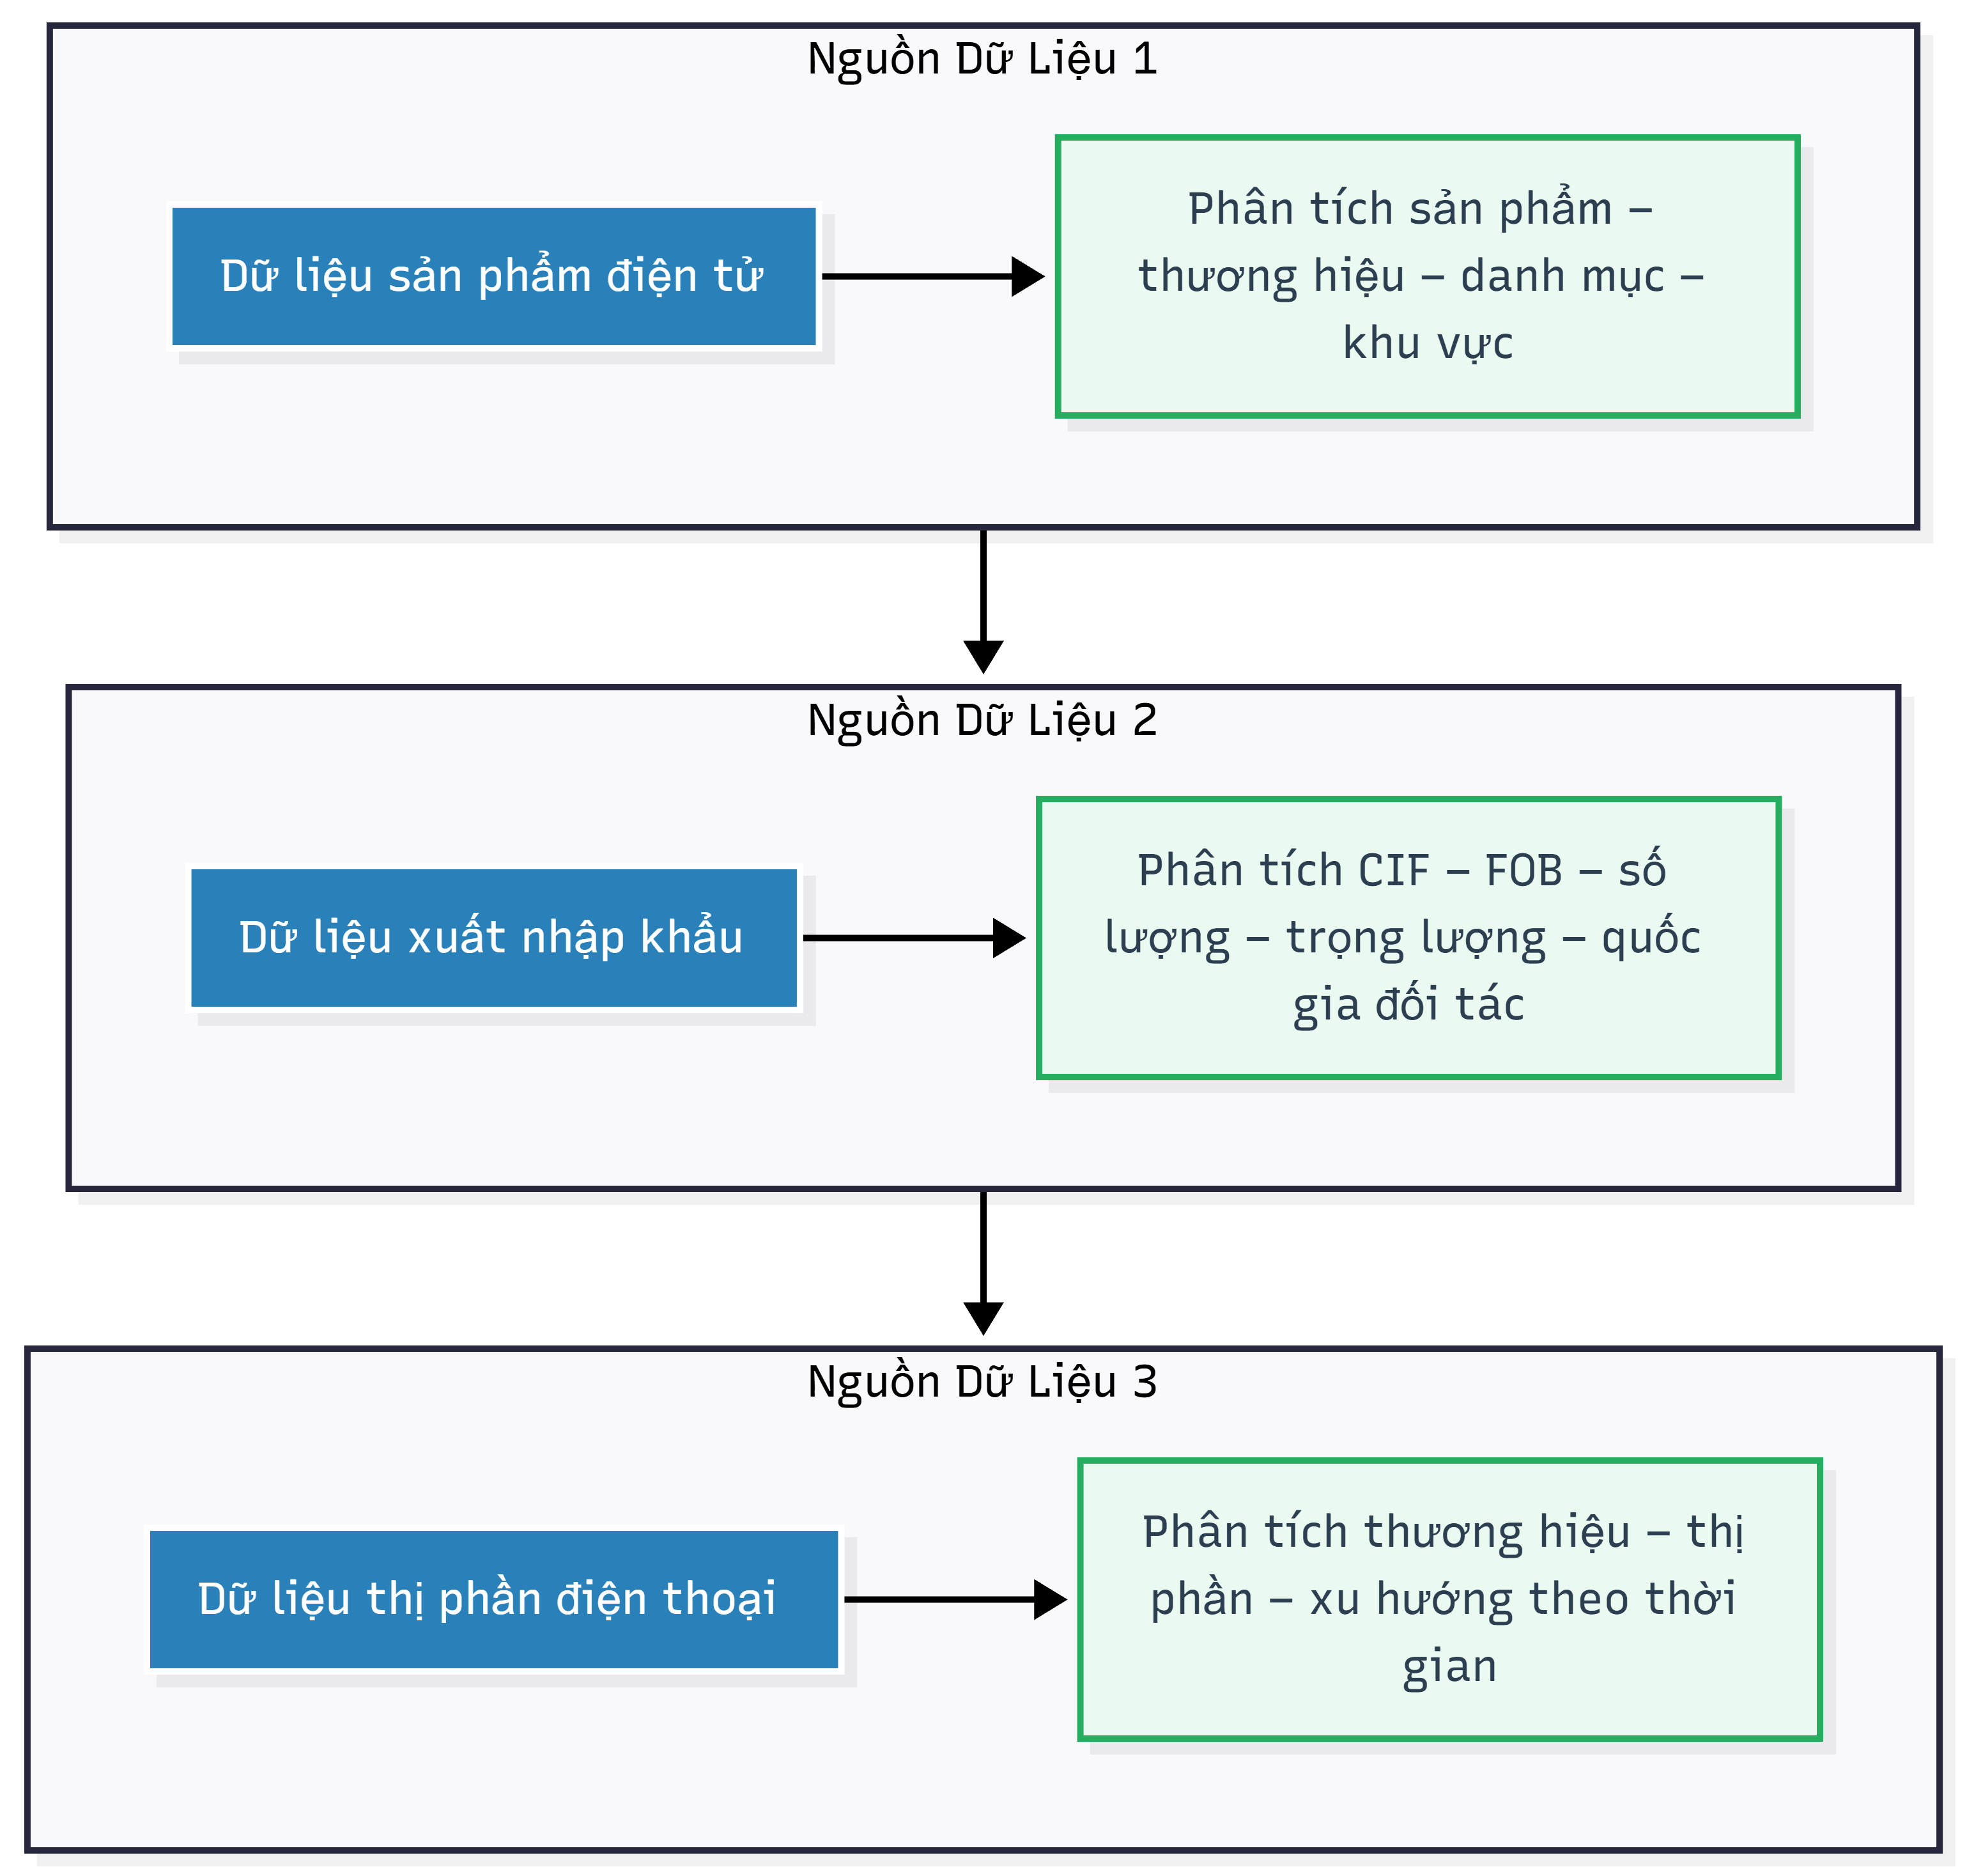 Nguồn Dữ Liệu 1
Dữ liệu sản phẩm điện tử
Phân tích sản phẩm –
thương hiệu – danh mục –
khu vực
Nguồn Dữ Liệu 2
Dữ liệu xuất nhập khẩu
Phân tích CIF – FOB – số
lượng – trọng lượng – quốc
gia đối tác
Nguồn Dữ Liệu 3
Dữ liệu thị phần điện thoại
Phân tích thương hiệu – thị
phần – xu hướng theo thời
gian